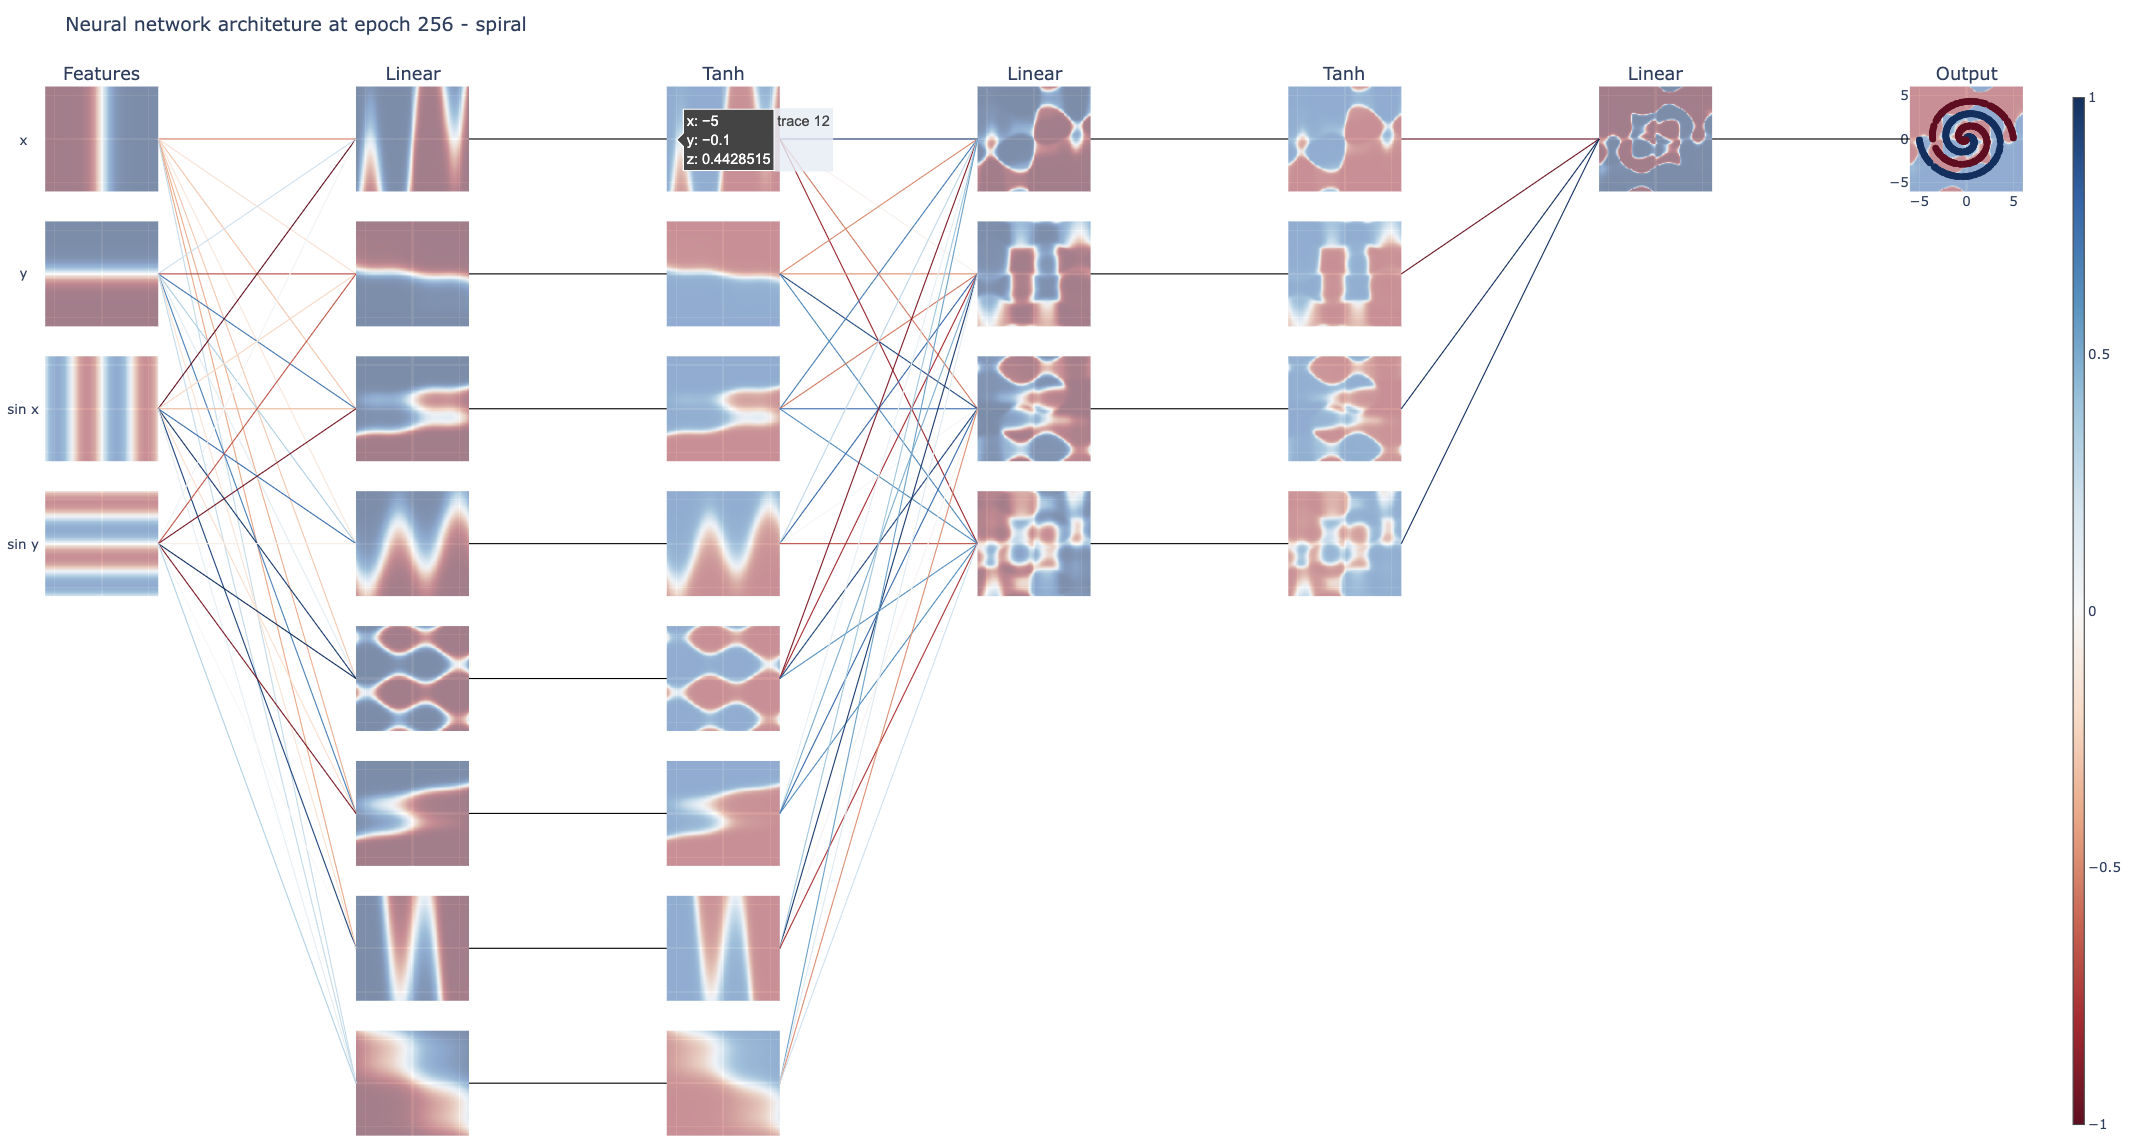 Neural network architeture at epoch 256 - spiral
Features
Linear
Tanh
Linear
Tanh
Linear
Output
x
y
sin x
sin y
x: −5
y: −0.1
z: 0.4428515
trace 12
5
0
−5
−5
0
5
1
0.5
0
−0.5
−1